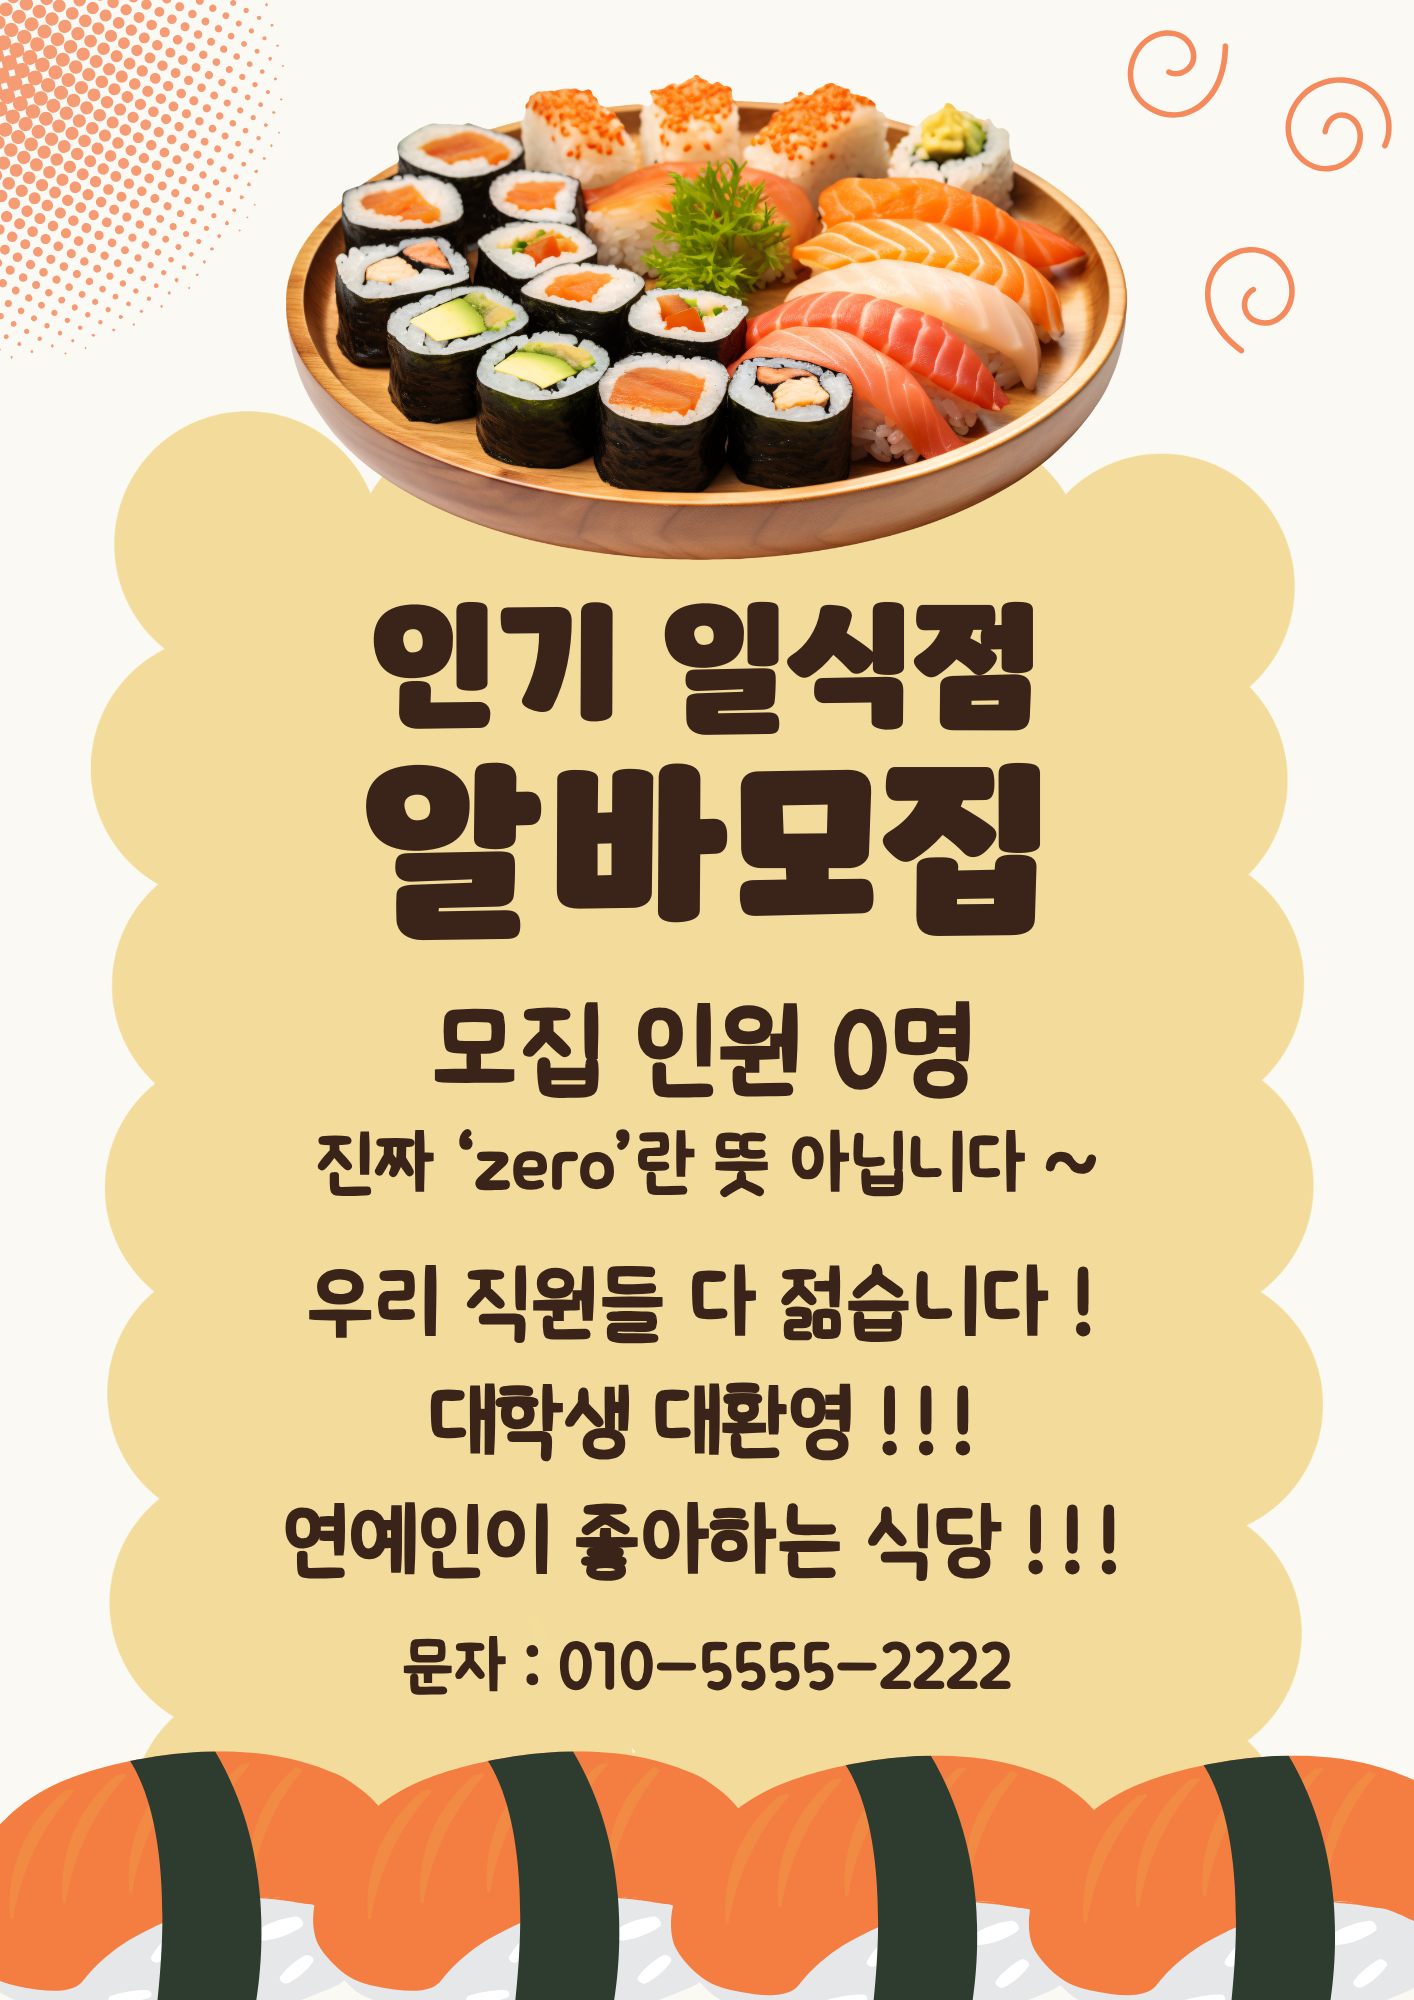 인기 일식점
알바모집
모집 인원 0명
진짜 ‘zero’란 뜻 아닙니다 ~
우리 직원들 다 젊습니다 !
대학생 대환영 ! ! !
연예인이 좋아하는 식당 ! ! !
문자 : 010-5555-2222